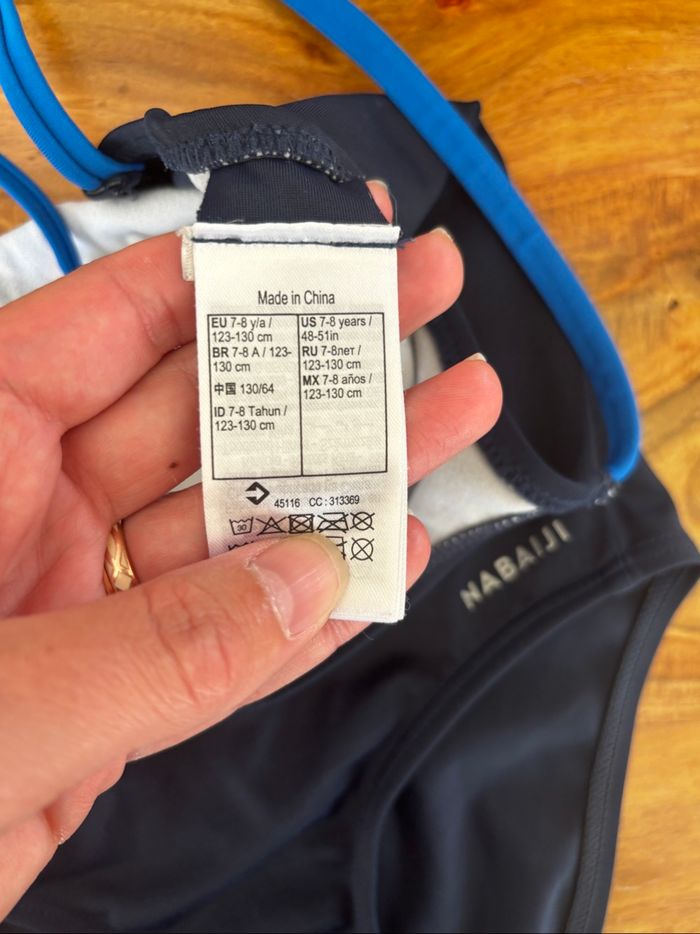 Made in China
EU 7-8 y/a /
123-130 cm
BR 7-8 A / 123-
130 cm
中国 130/64
ID 7-8 Tahun /
123-130 cm
US 7-8 years /
48-51in
RU 7-8лет /
123-130 cm
MX 7-8 años /
123-130 cm
45116 CC : 313369
30
NABAIJI